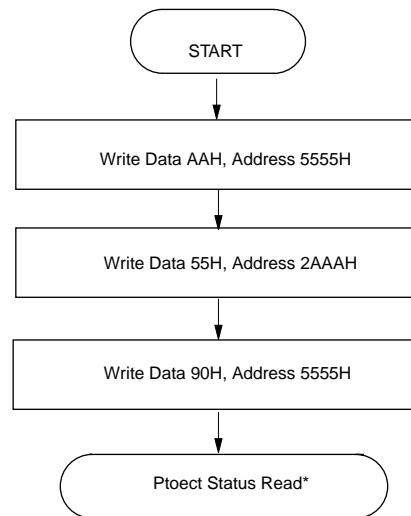 START
Write Data AAH, Address 5555H
Write Data 55H, Address 2AAAH
Write Data 90H, Address 5555H
Ptoect Status Read*